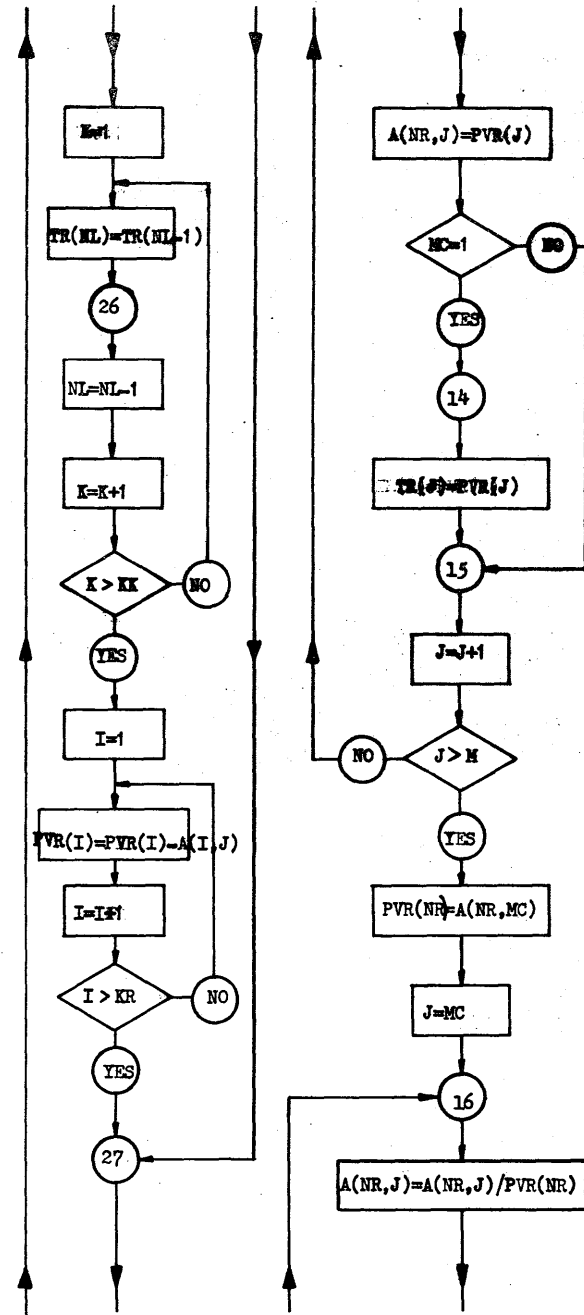 K=1
TR(NL)=TR(NL-1)
26
NL=NL-1
K=K+1
K > KK
NO
YES
I=1
PVR(I)=PVR(I)-A(I,J)
I=I+1
I > KR
NO
YES
27
A(NR,J)=PVR(J)
MC=1
NO
YES
14
TR(J)=PVR(J)
15
J=J+1
J > M
NO
YES
PVR(NR)=A(NR,MC)
J=MC
16
A(NR,J)=A(NR,J)/PVR(NR)